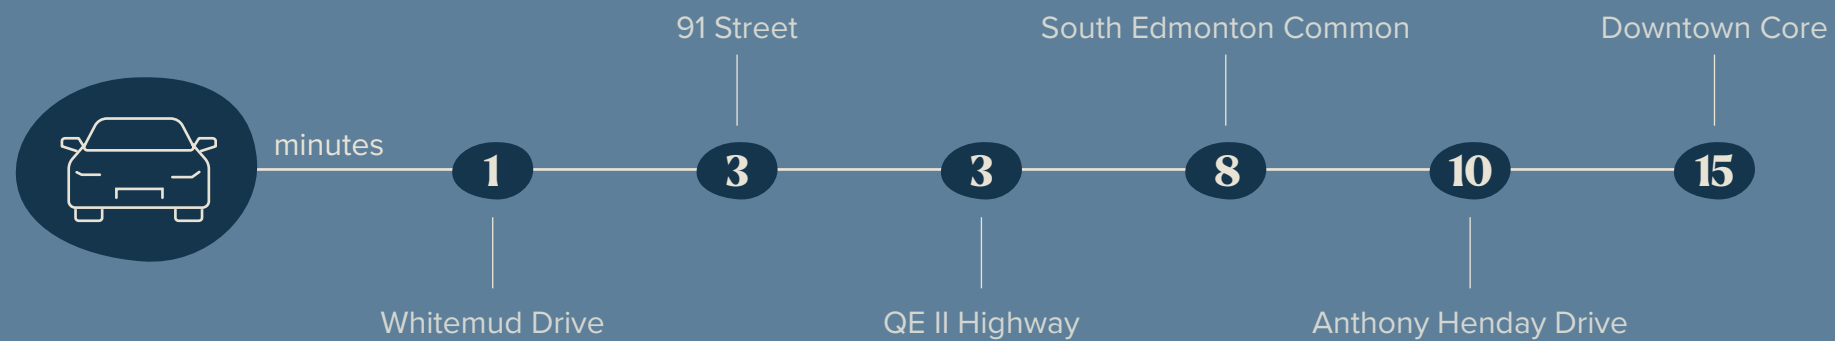 91 Street
South Edmonton Common
Downtown Core
minutes
1
3
3
8
10
15
Whitemud Drive
QE II Highway
Anthony Henday Drive